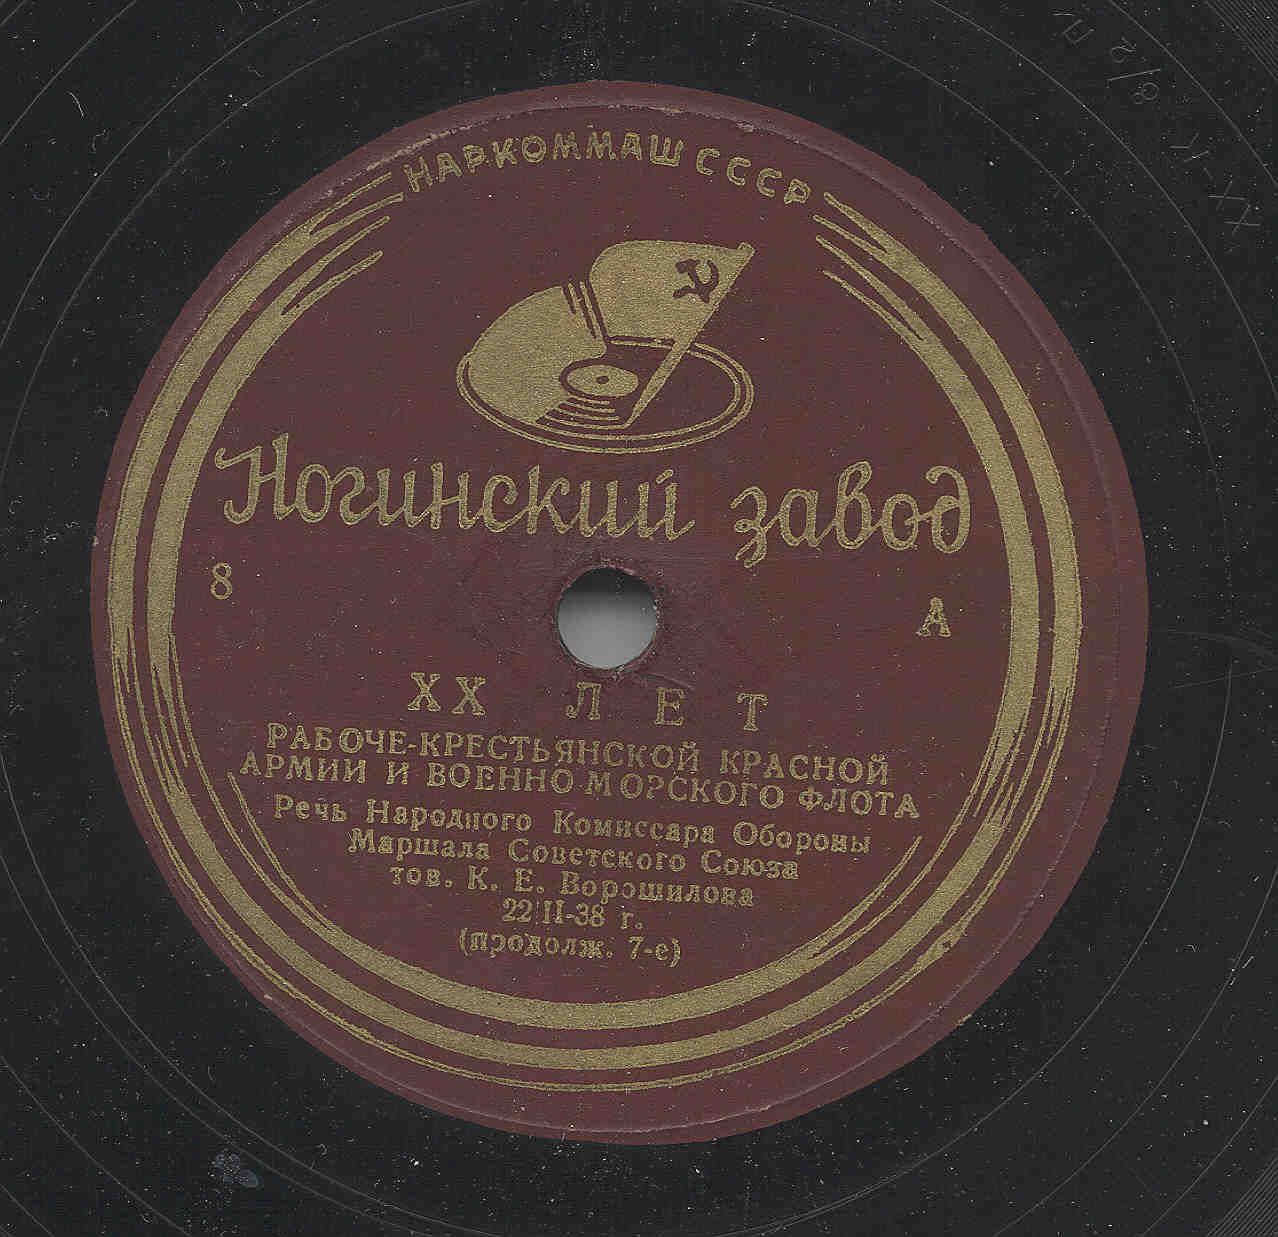 НАРКОММАШ СССР
Ногинский завод
8
А
XX ЛЕТ
РАБОЧЕ-КРЕСТЬЯНСКОЙ КРАСНОЙ
АРМИИ И ВОЕННО-МОРСКОГО ФЛОТА
Речь Народного Комиссара Обороны
Маршала Советского Союза
тов. К. Е. Ворошилова
22/II-38 г.
(продолж. 7-е)